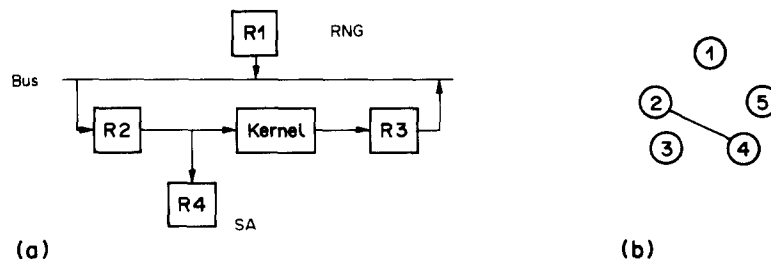 R1 RNG
Bus
R2 Kernel R3
R4
SA
(a)
1
2 5
3 4
(b)